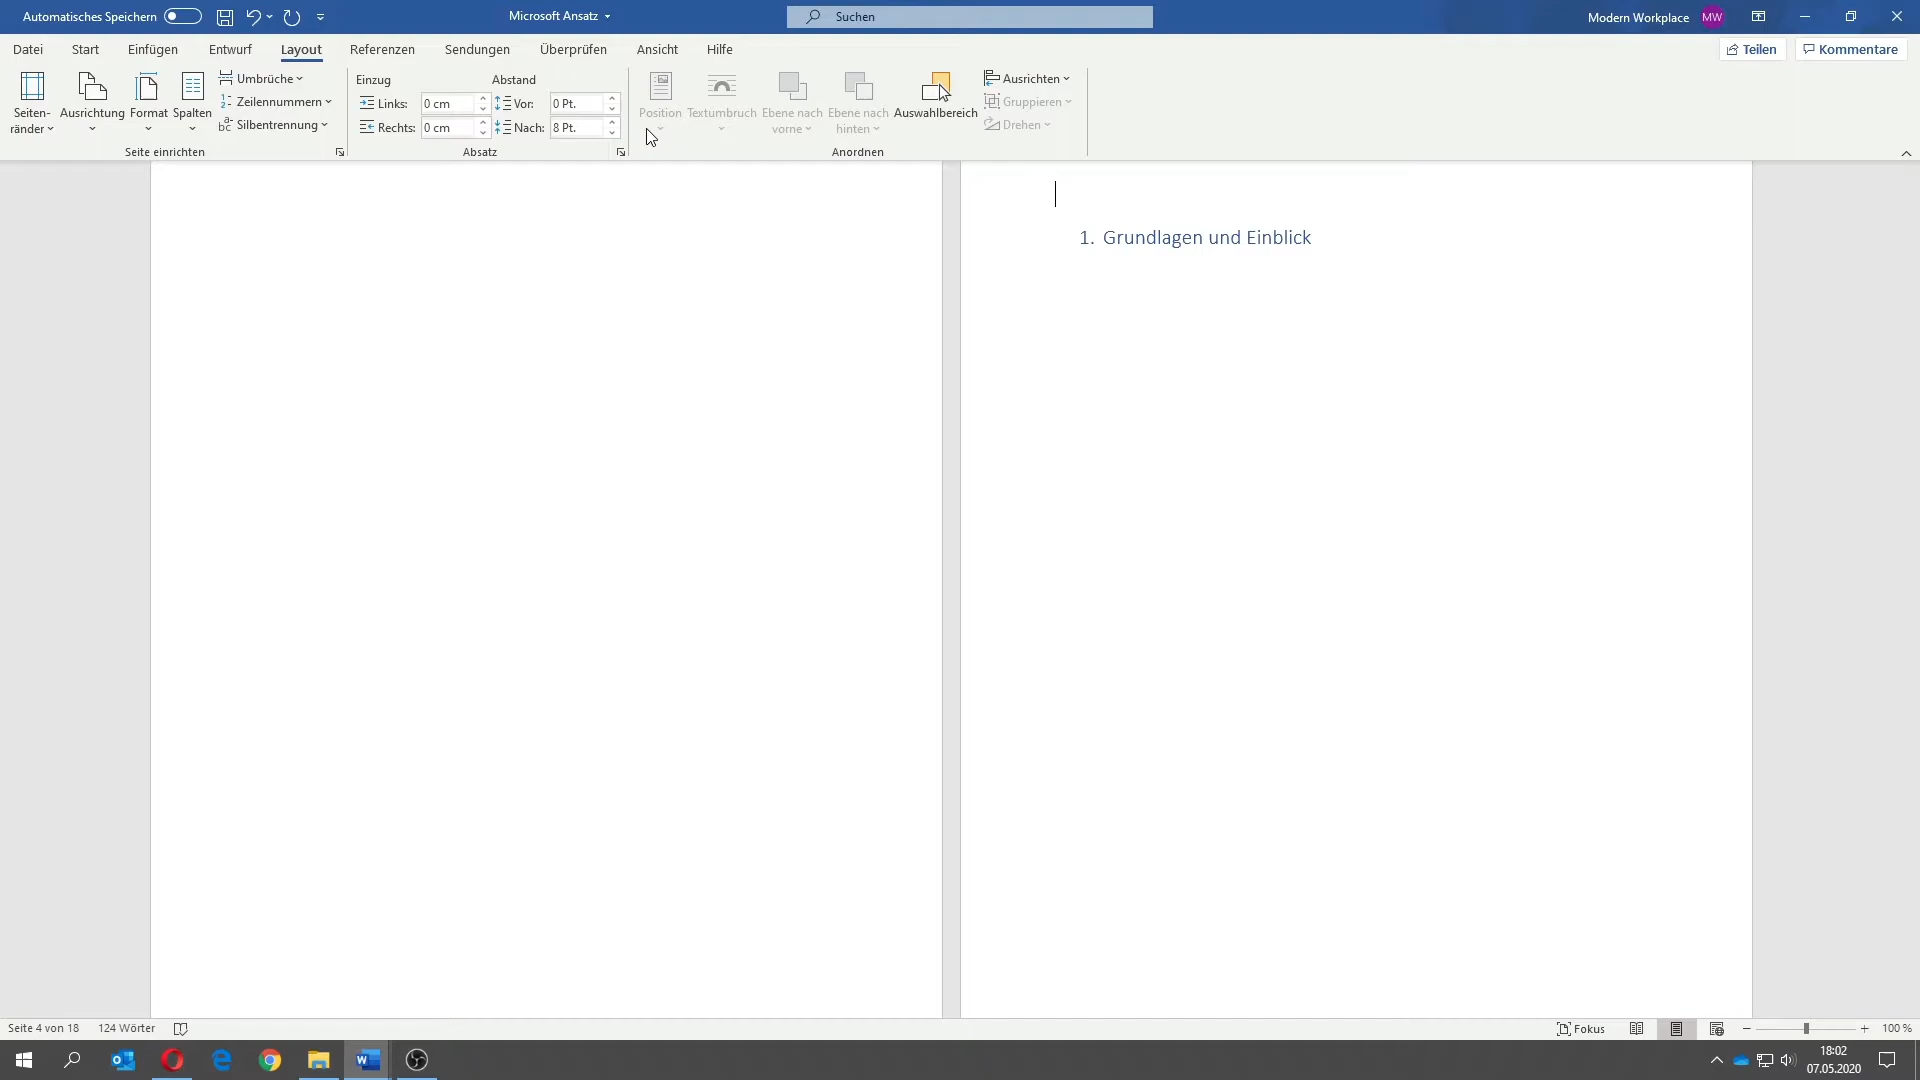 Automatisches Speichern
Microsoft Ansatz
Suchen
Modern Workplace
MW
Datei
Start
Einfügen
Entwurf
Layout
Referenzen
Sendungen
Überprüfen
Ansicht
Hilfe
Teilen
Kommentare
Seiten-
ränder
Ausrichtung
Format
Spalten
Umbrüche
Zeilennummern
Silbentrennung
Seite einrichten
Einzug
Links: 0 cm
Rechts: 0 cm
Abstand
Vor: 0 Pt.
Nach: 8 Pt.
Absatz
Position
Textumbruch
Ebene nach
vorne
Ebene nach
hinten
Auswahlbereich
Ausrichten
Gruppieren
Drehen
Anordnen
1. Grundlagen und Einblick
Seite 4 von 18
124 Wörter
Fokus
100 %
18:02
07.05.2020